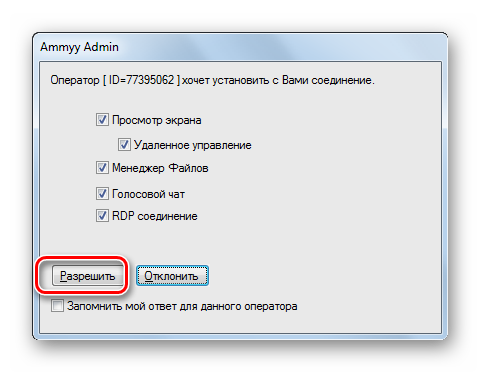 Ammyy Admin
Оператор [ ID=77395062 ] хочет установить с Вами соединение.
Просмотр экрана
Удаленное управление
Менеджер Файлов
Голосовой чат
RDP соединение
Разрешить Отклонить
Запомнить мой ответ для данного оператора